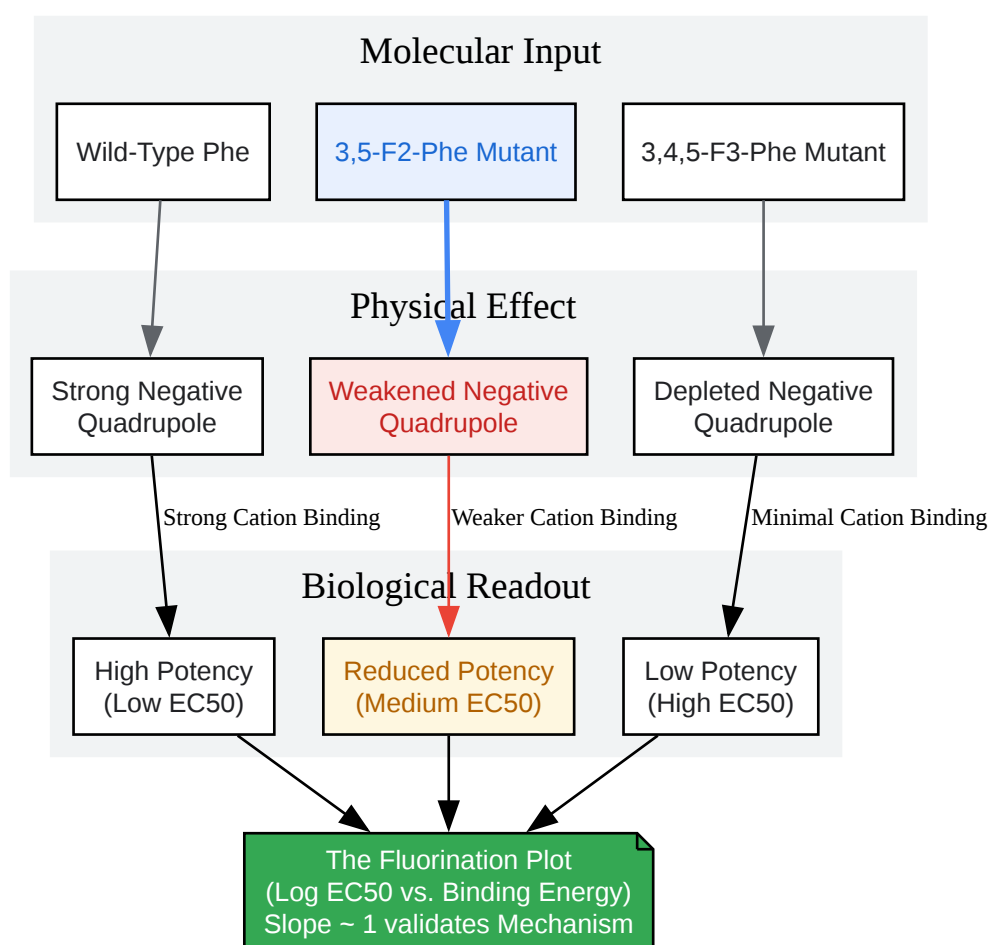 Molecular Input
Wild-Type Phe
3,5-F2-Phe Mutant
3,4,5-F3-Phe Mutant
Physical Effect
Strong Negative
Quadrupole
Weakened Negative
Quadrupole
Depleted Negative
Quadrupole
Strong Cation Binding
Weaker Cation Binding
Minimal Cation Binding
Biological Readout
High Potency
(Low EC50)
Reduced Potency
(Medium EC50)
Low Potency
(High EC50)
The Fluorination Plot
(Log EC50 vs. Binding Energy)
Slope ~ 1 validates Mechanism